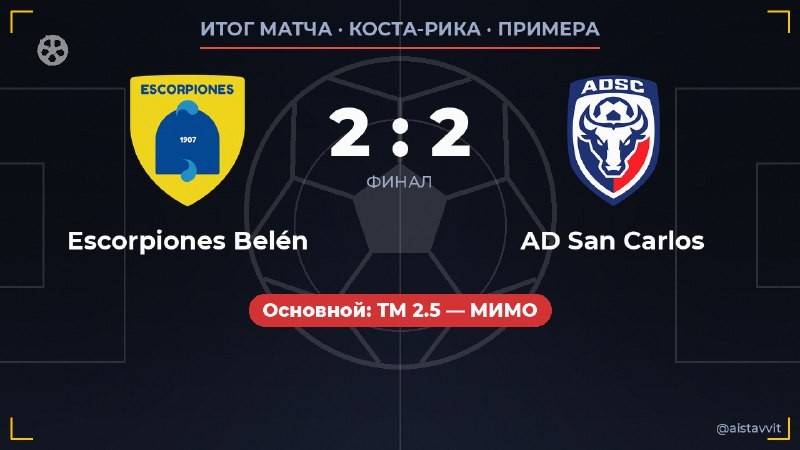 ИТОГ МАТЧА · КОСТА-РИКА · ПРИМЕРА
ESCORPIONES
1907
2 : 2
ФИНАЛ
ADSC
Escorpiones Belén
AD San Carlos
Основной: ТМ 2.5 — МИМО
@aistavvit